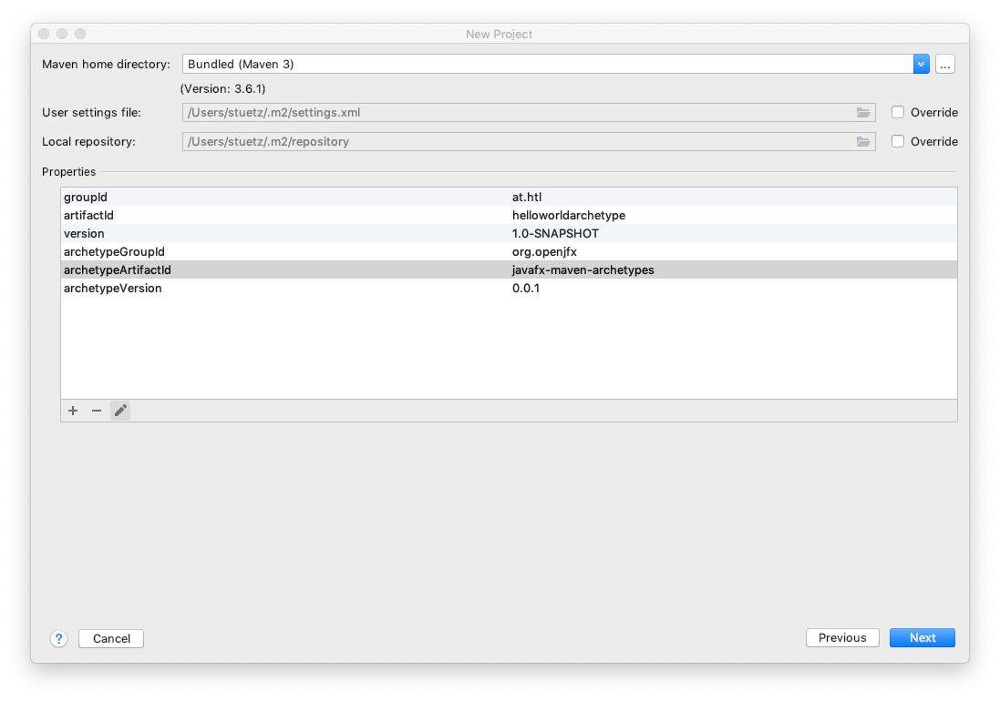 New Project
Maven home directory: Bundled (Maven 3) ...
(Version: 3.6.1)
User settings file: /Users/stuetz/.m2/settings.xml Override
Local repository: /Users/stuetz/.m2/repository Override
Properties
groupId at.htl
artifactId helloworldarchetype
version 1.0-SNAPSHOT
archetypeGroupId org.openjfx
archetypeArtifactId javafx-maven-archetypes
archetypeVersion 0.0.1
? Cancel Previous Next